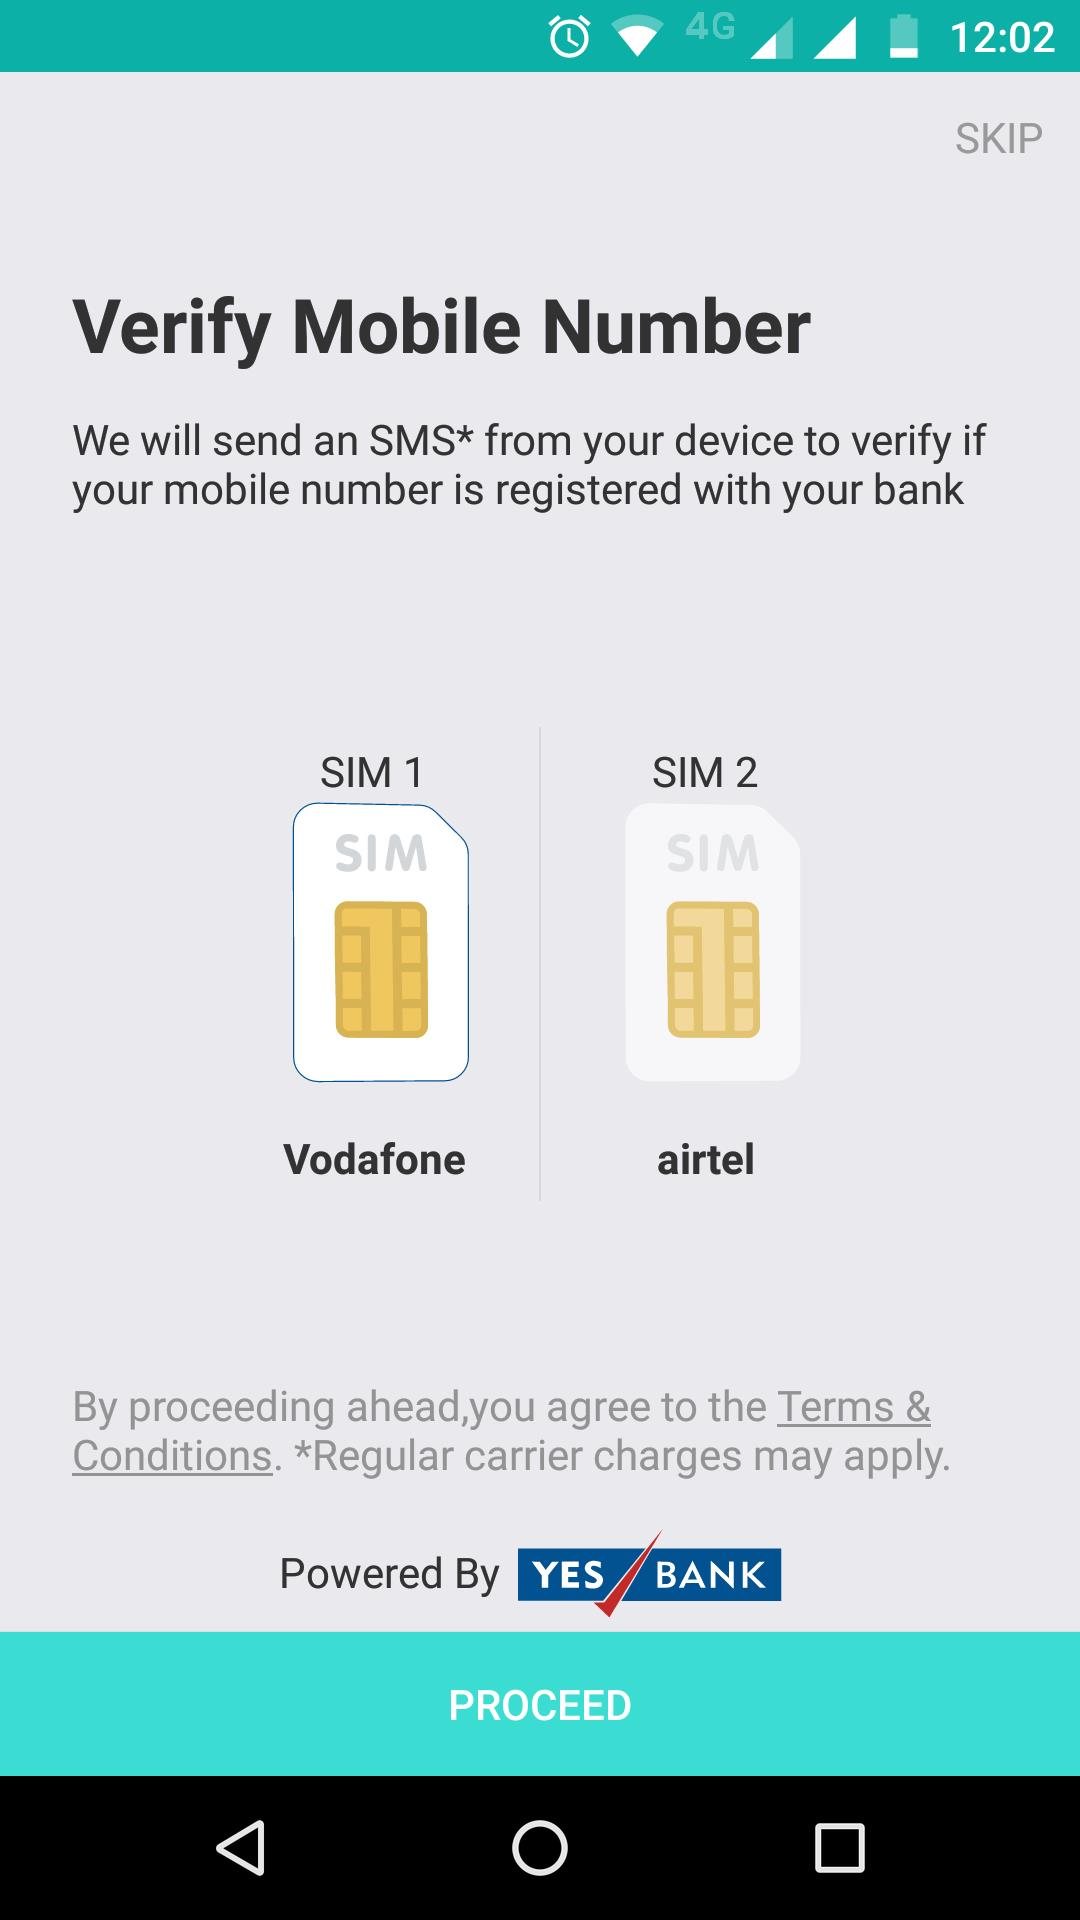 4G 12:02
SKIP
Verify Mobile Number
We will send an SMS* from your device to verify if
your mobile number is registered with your bank
SIM 1 SIM 2
SIM SIM
Vodafone airtel
By proceeding ahead,you agree to the Terms &
Conditions. *Regular carrier charges may apply.
Powered By YES BANK
PROCEED